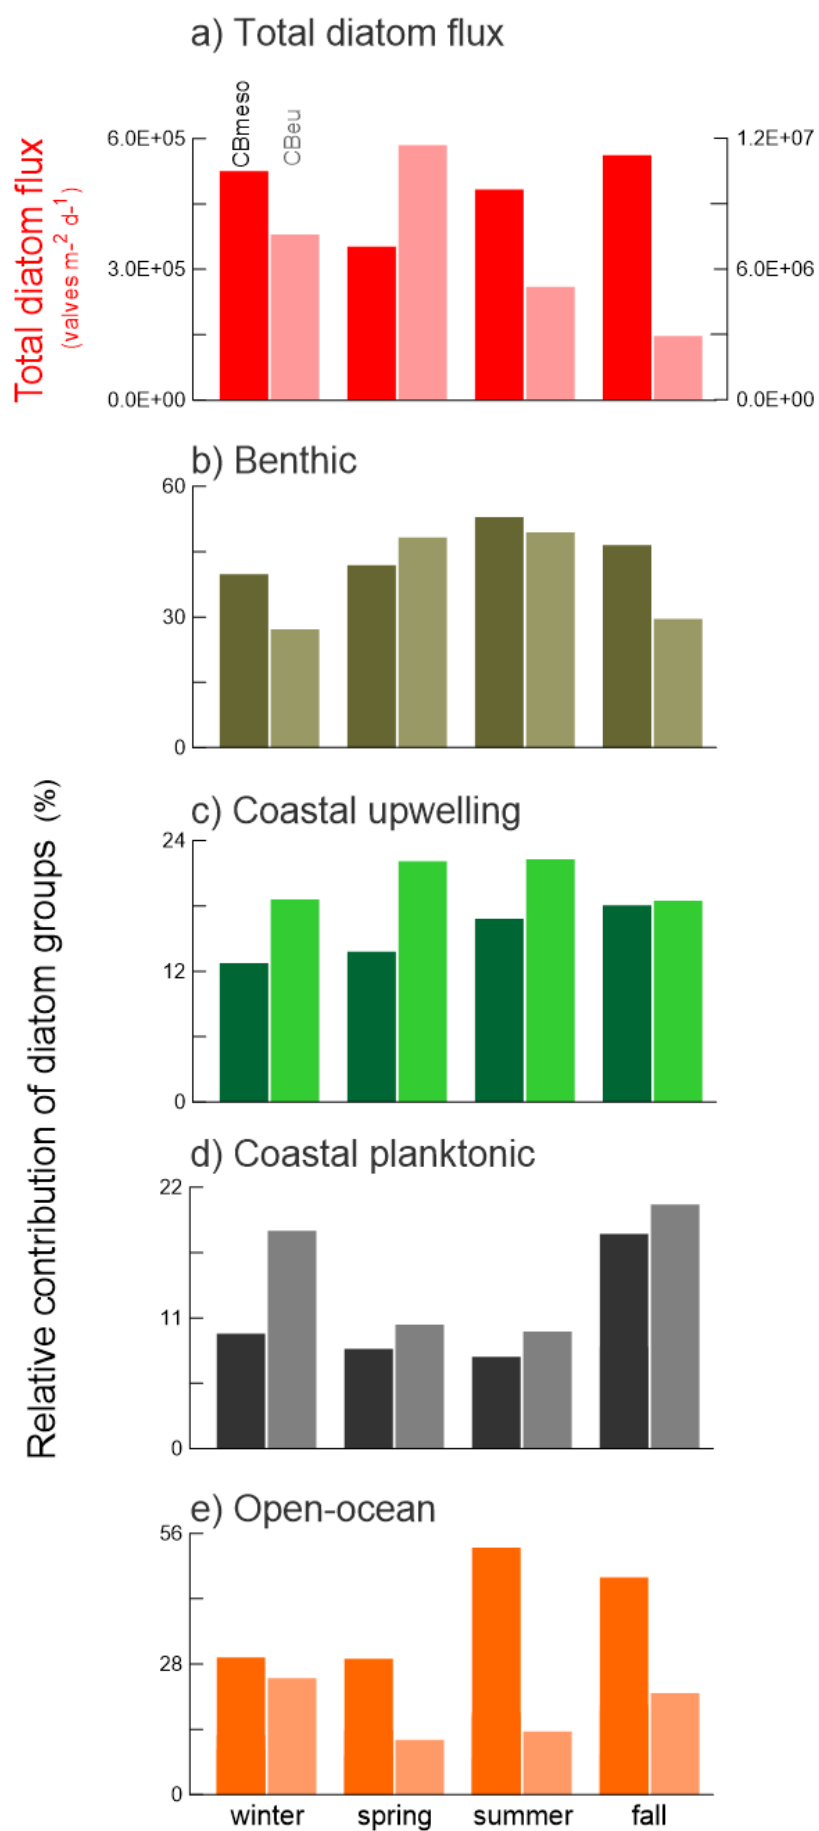 a) Total diatom flux
CBmeso
CBeu
Total diatom flux
(valves m-2 d-1)
6.0E+05
3.0E+05
0.0E+00
1.2E+07
6.0E+06
0.0E+00
b) Benthic
60
30
0
Relative contribution of diatom groups (%)
c) Coastal upwelling
24
12
0
d) Coastal planktonic
22
11
0
e) Open-ocean
56
28
0
winter spring summer fall